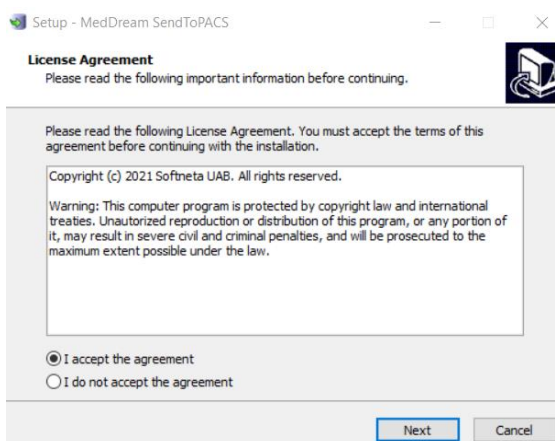 Setup - MedDream SendToPACS
License Agreement
Please read the following important information before continuing.
Please read the following License Agreement. You must accept the terms of this
agreement before continuing with the installation.
Copyright (c) 2021 Softneta UAB. All rights reserved.
Warning: This computer program is protected by copyright law and international
treaties. Unautorized reproduction or distribution of this program, or any portion of
it, may result in severe civil and criminal penalties, and will be prosecuted to the
maximum extent possible under the law.
I accept the agreement
I do not accept the agreement
Next Cancel